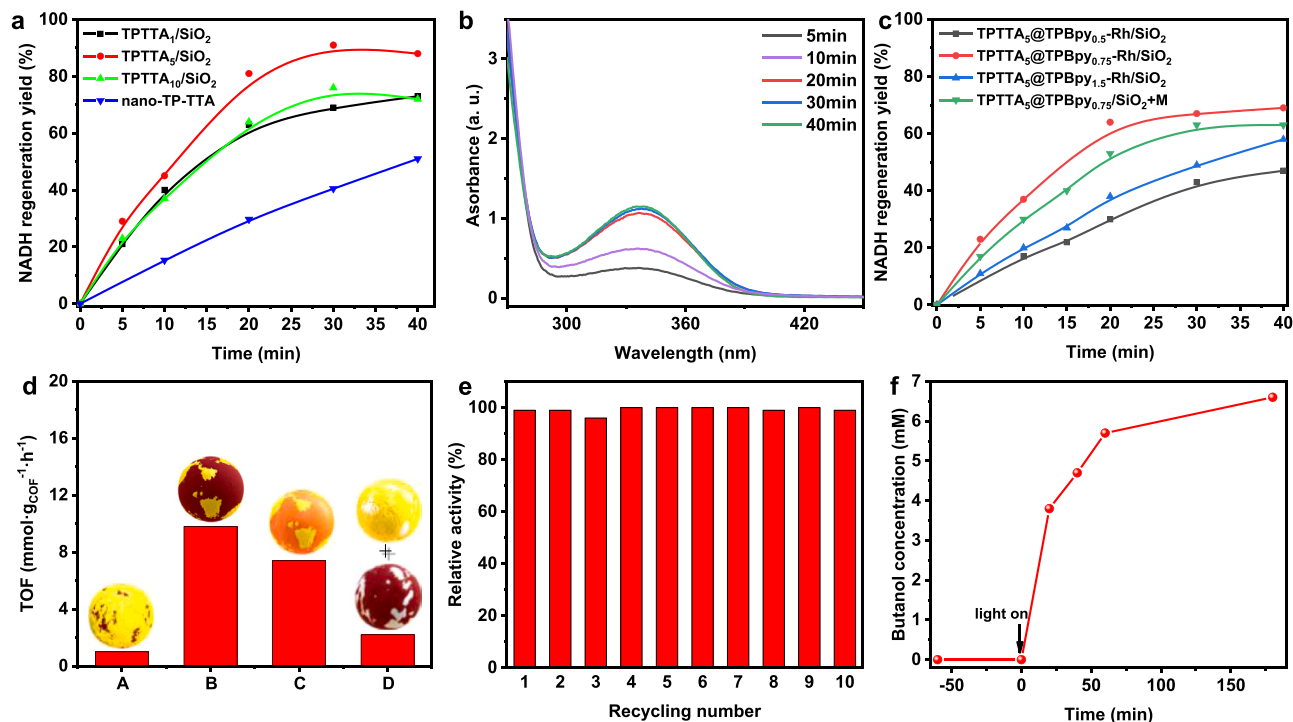 a
NADH regeneration yield (%)
100
80
60
40
20
0
TPTTA₁/SiO₂
TPTTA₅/SiO₂
TPTTA₁₀/SiO₂
nano-TP-TTA
0 5 10 15 20 25 30 35 40
Time (min)
b
Asorbance (a. u.)
3
2
1
0
5min
10min
20min
30min
40min
300 360 420
Wavelength (nm)
c
NADH regeneration yield (%)
100
80
60
40
20
0
TPTTA₅@TPBpy₀.₅-Rh/SiO₂
TPTTA₅@TPBpy₀.₇₅-Rh/SiO₂
TPTTA₅@TPBpy₁.₅-Rh/SiO₂
TPTTA₅@TPBpy₀.₇₅/SiO₂+M
0 5 10 15 20 25 30 35 40
Time (min)
d
TOF (mmol·g_COF⁻¹·h⁻¹)
20
16
12
8
4
0
+
A B C D
e
Relative activity (%)
100
80
60
40
20
0
1 2 3 4 5 6 7 8 9 10
Recycling number
f
Butanol concentration (mM)
7
6
5
4
3
2
1
0
light on
-50 0 50 100 150
Time (min)